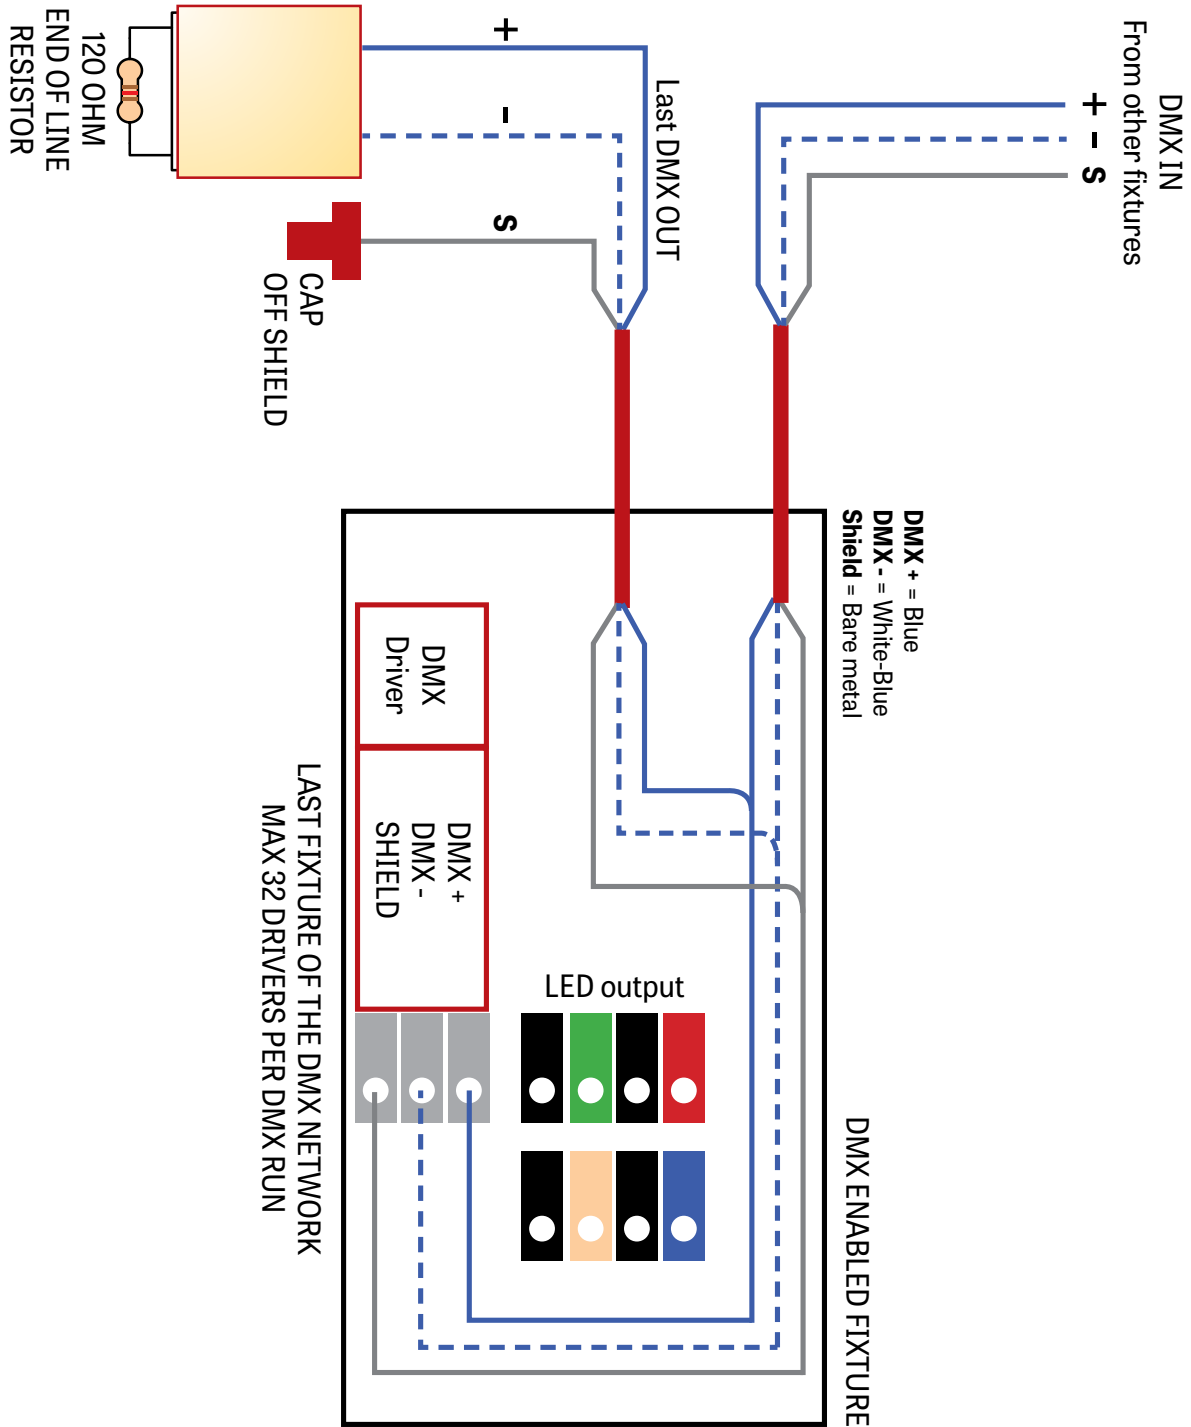 DMX IN
From other fixtures
+
-
S
Last DMX OUT
+
-
S
120 OHM
END OF LINE
RESISTOR
CAP
OFF SHIELD
DMX + = Blue
DMX - = White-Blue
Shield = Bare metal
DMX ENABLED FIXTURE
DMX
Driver
DMX +
DMX -
SHIELD
LED output
LAST FIXTURE OF THE DMX NETWORK
MAX 32 DRIVERS PER DMX RUN